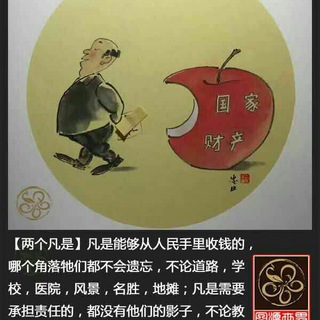 国家
财产
【两个凡是】凡是能够从人民手里收钱的，
哪个角落牠们都不会遗忘，不论道路，学
校，医院，风景，名胜，地摊；凡是需要
承担责任的，都没有他们的影子，不论教